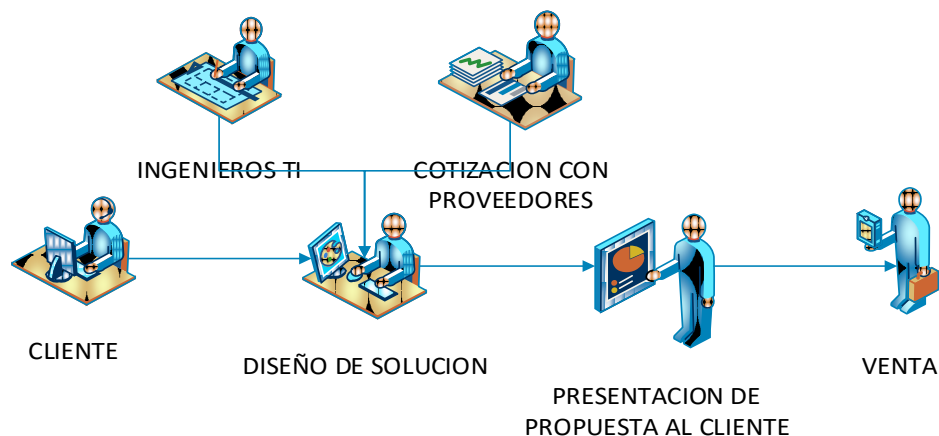 INGENIEROS TI
COTIZACION CON
PROVEEDORES
CLIENTE
DISEÑO DE SOLUCION
PRESENTACION DE
PROPUESTA AL CLIENTE
VENTA